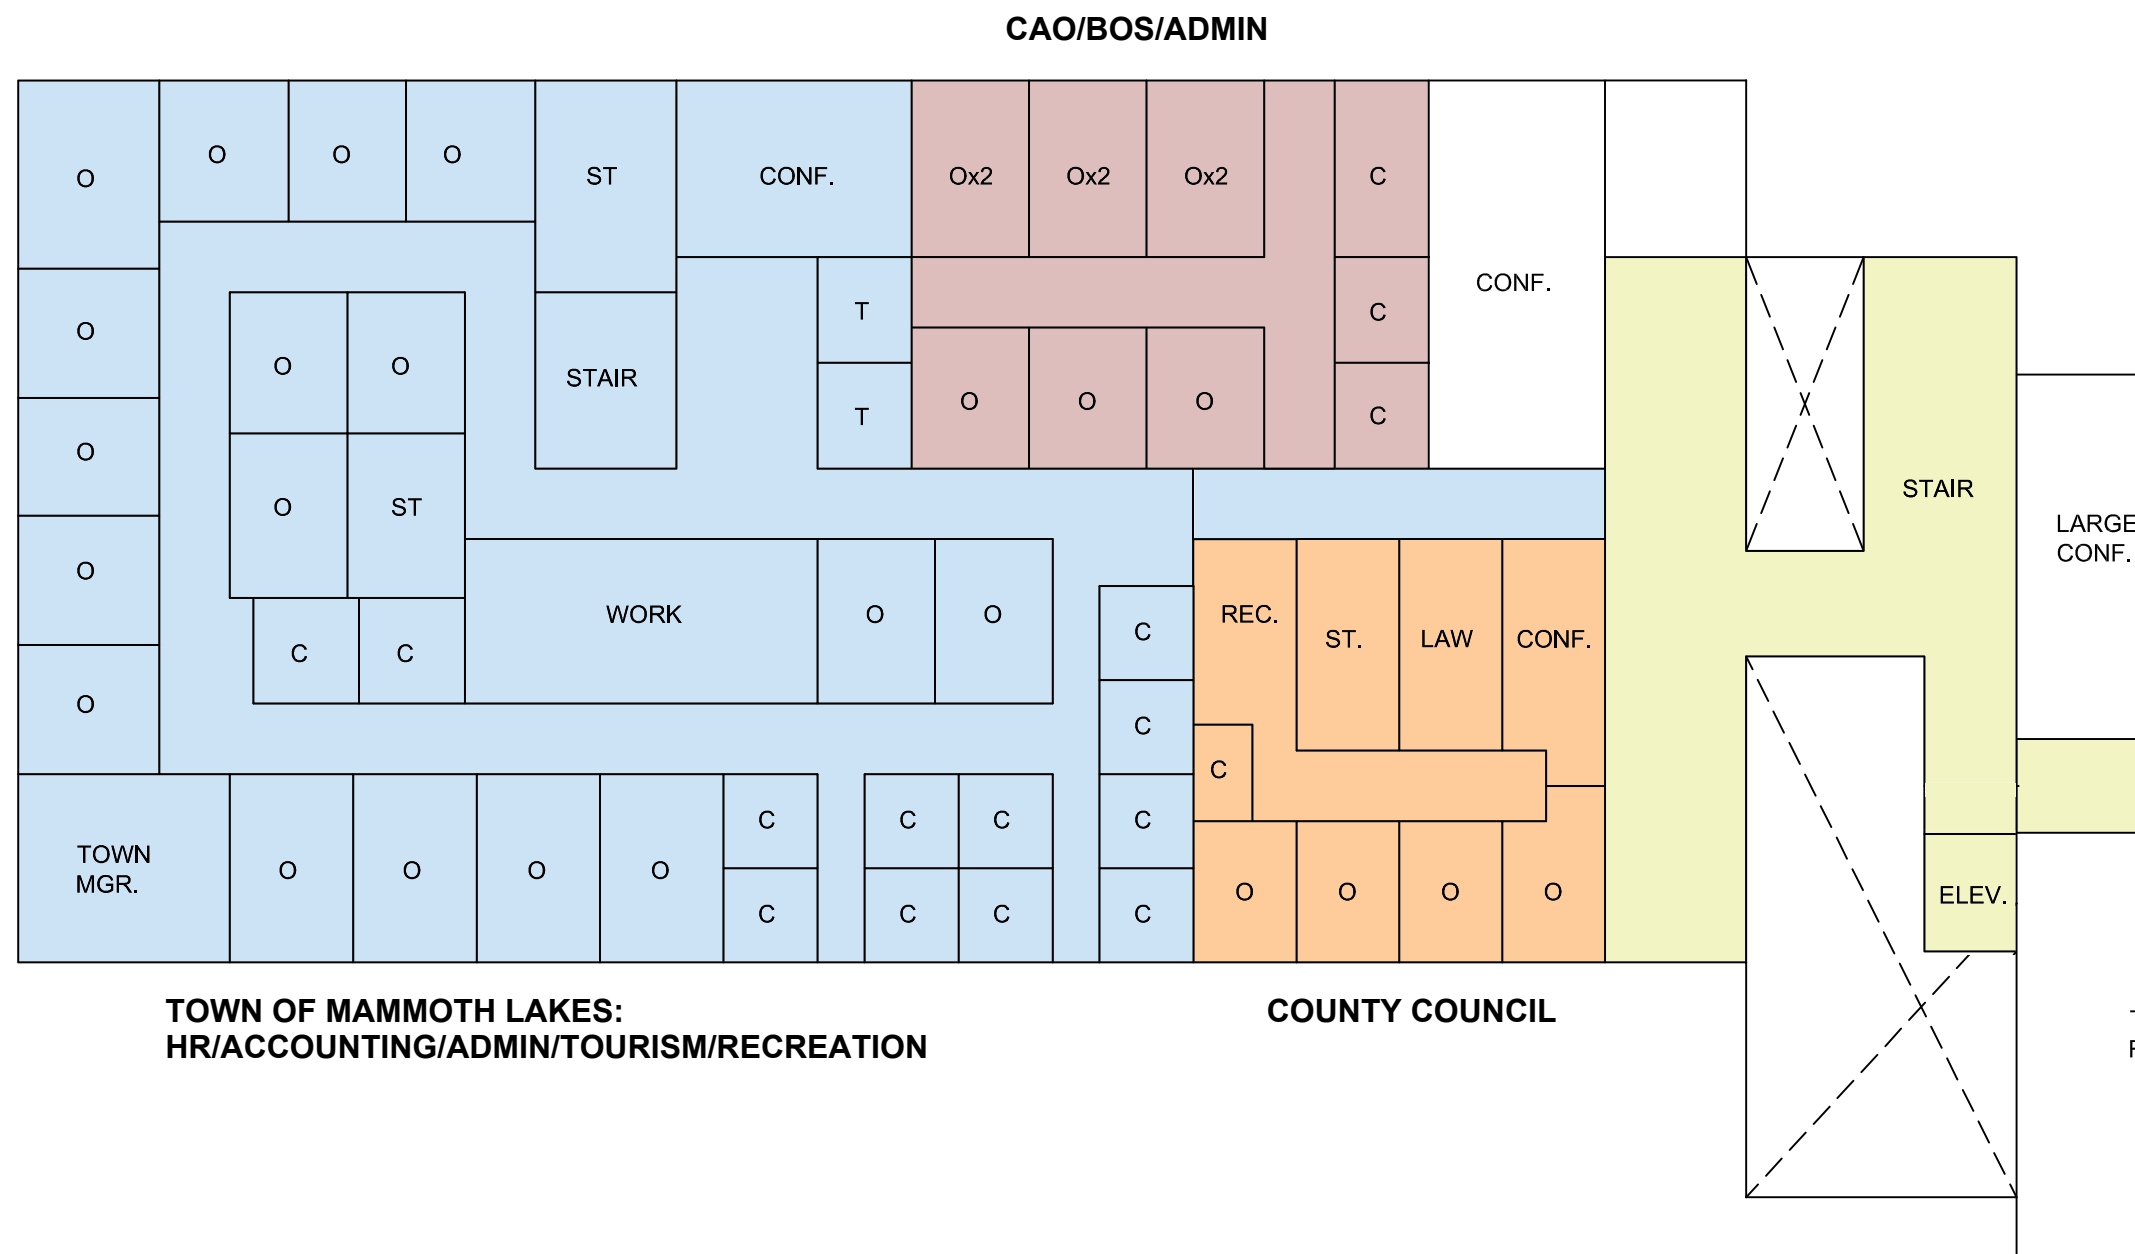 CAO/BOS/ADMIN
O
O
O
O
ST
CONF.
Ox2
Ox2
Ox2
C
CONF.
O
O
O
STAIR
T
T
C
O
O
O
C
O
O
ST
STAIR
LARGE
CONF.
O
C
C
WORK
O
O
C
REC.
ST.
LAW
CONF.
O
C
C
TOWN
MGR.
O
O
O
O
C
C
C
C
C
C
C
C
O
O
O
O
ELEV.
TOWN OF MAMMOTH LAKES:
HR/ACCOUNTING/ADMIN/TOURISM/RECREATION
COUNTY COUNCIL